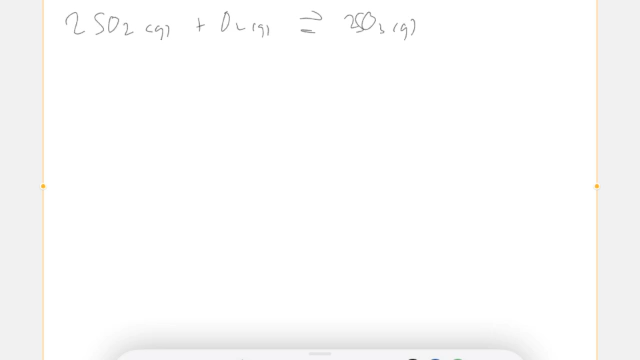 2 SO₂ (g) + O₂ (g) ⇌ 2SO₃ (g)